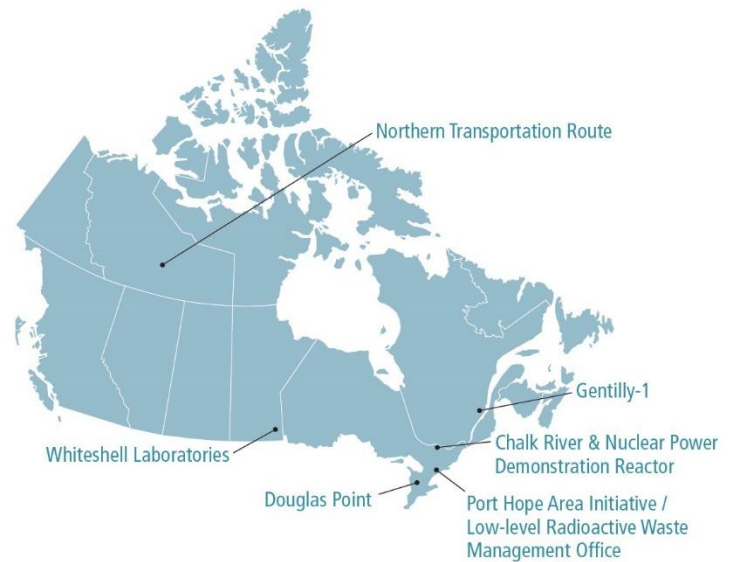 Northern Transportation Route
Gentilly-1
Whiteshell Laboratories
Chalk River & Nuclear Power
Demonstration Reactor
Douglas Point
Port Hope Area Initiative /
Low-level Radioactive Waste
Management Office